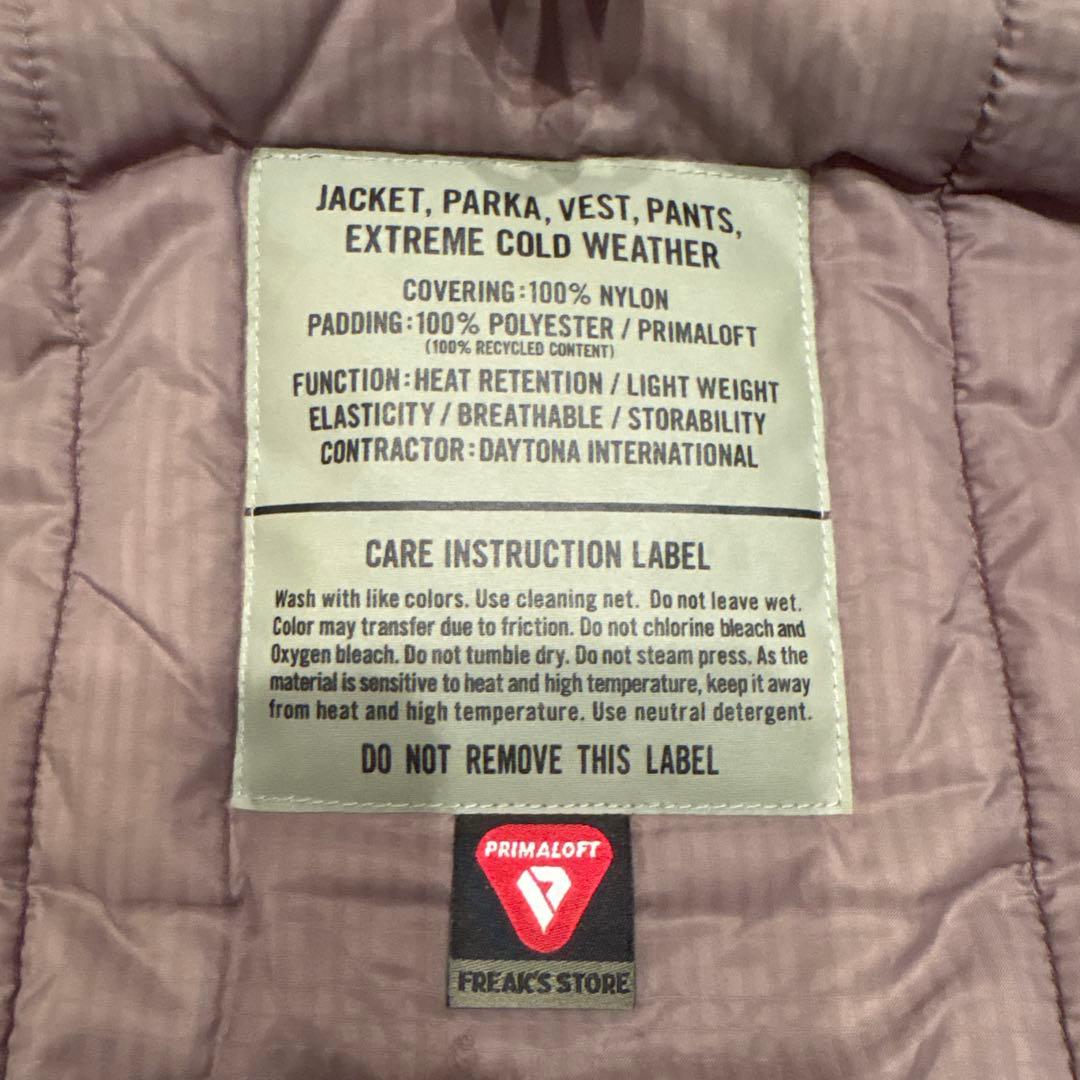 JACKET, PARKA, VEST, PANTS,
EXTREME COLD WEATHER
COVERING:100% NYLON
PADDING:100% POLYESTER / PRIMALOFT
(100% RECYCLED CONTENT)
FUNCTION:HEAT RETENTION / LIGHT WEIGHT
ELASTICITY / BREATHABLE / STORABILITY
CONTRACTOR:DAYTONA INTERNATIONAL
CARE INSTRUCTION LABEL
Wash with like colors. Use cleaning net. Do not leave wet.
Color may transfer due to friction. Do not chlorine bleach and
Oxygen bleach. Do not tumble dry. Do not steam press. As the
material is sensitive to heat and high temperature, keep it away
from heat and high temperature. Use neutral detergent.
DO NOT REMOVE THIS LABEL
PRIMALOFT
FREAK'S STORE